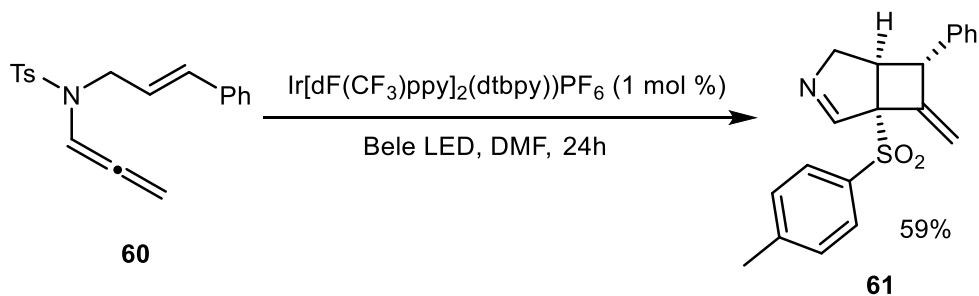 Ts
N
Ph
60
Ir[dF(CF3)ppy]2(dtbpy))PF6 (1 mol %)
Bele LED, DMF, 24h
H
Ph
N
SO2
59%
61